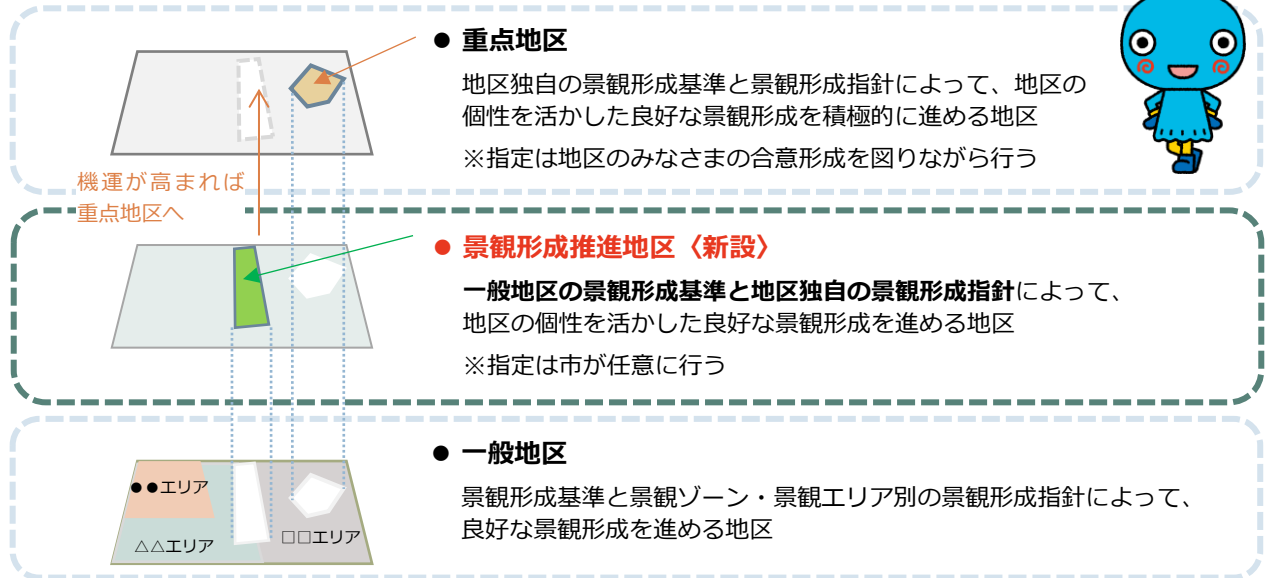 ● 重点地区
地区独自の景観形成基準と景観形成指針によって、地区の
個性を活かした良好な景観形成を積極的に進める地区
※指定は地区のみなさまの合意形成を図りながら行う
機運が高まれば
重点地区へ
● 景観形成推進地区〈新設〉
一般地区の景観形成基準と地区独自の景観形成指針によって、
地区の個性を活かした良好な景観形成を進める地区
※指定は市が任意に行う
● 一般地区
景観形成基準と景観ゾーン・景観エリア別の景観形成指針によって、
良好な景観形成を進める地区
●●エリア
△△エリア
□□エリア